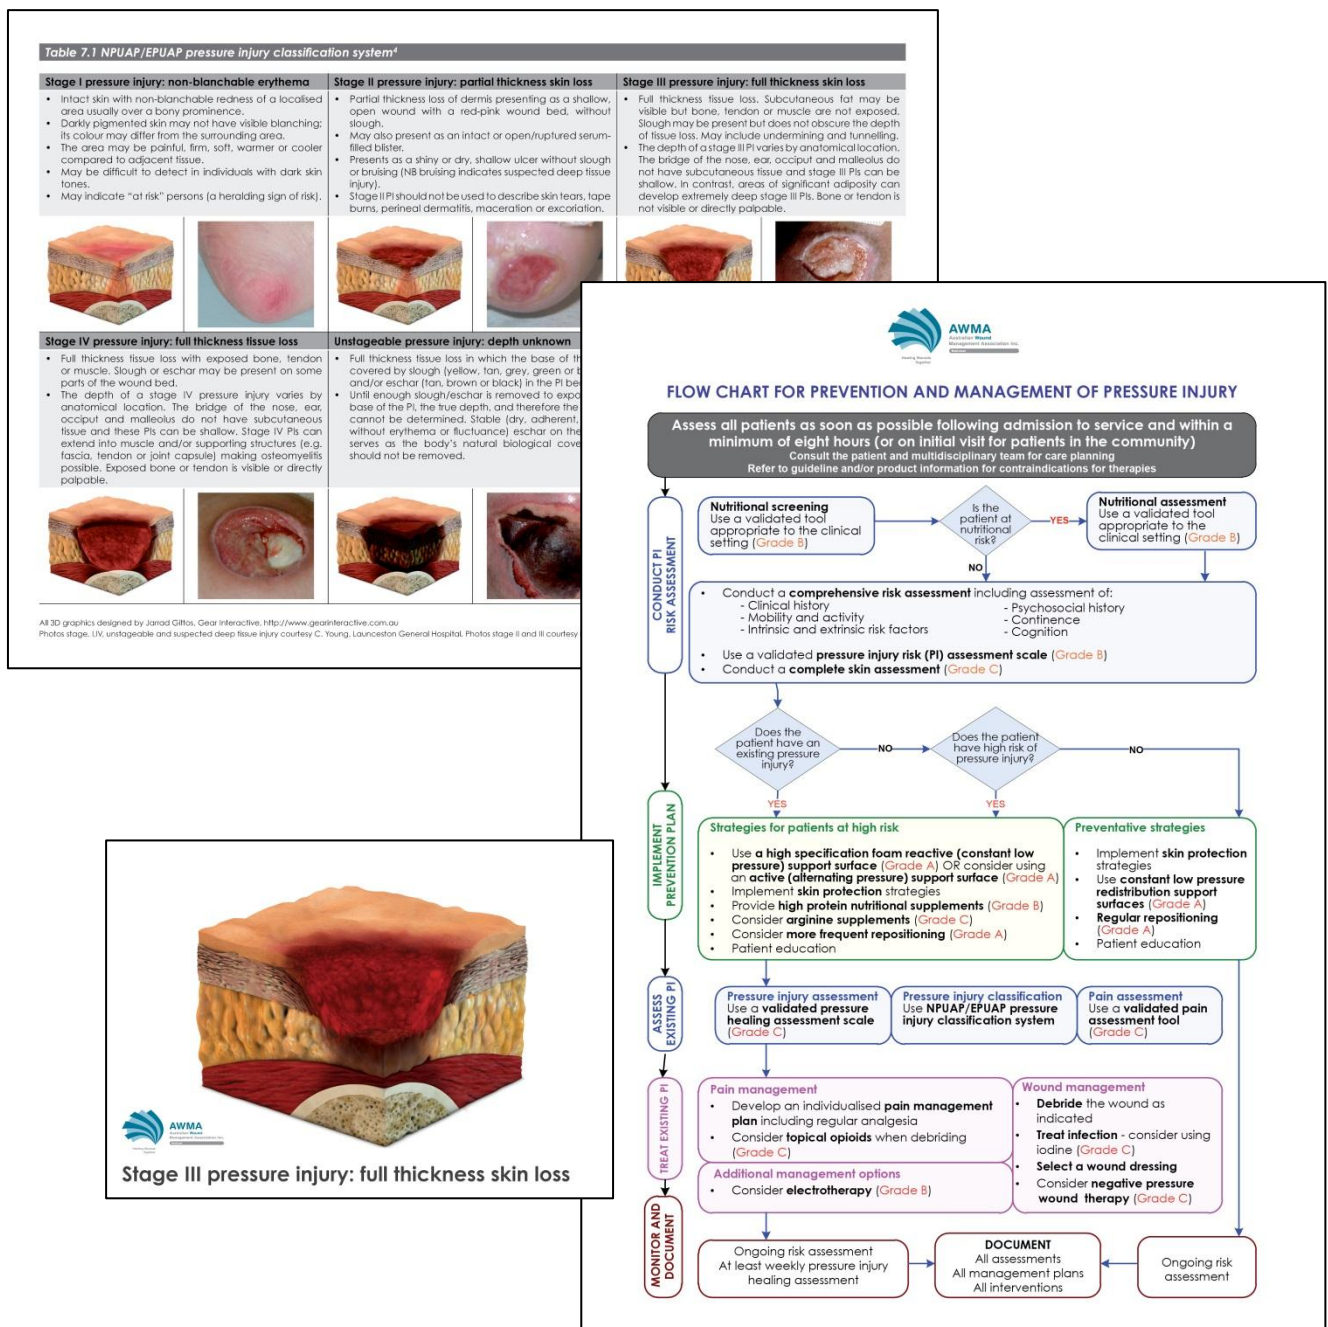 Table 7.1 NPUAP/EPUAP pressure injury classification system⁴
Stage I pressure injury: non-blanchable erythema
• Intact skin with non-blanchable redness of a localised
area usually over a bony prominence.
• Darkly pigmented skin may not have visible blanching;
its colour may differ from the surrounding area.
• The area may be painful, firm, soft, warmer or cooler
compared to adjacent tissue.
• May be difficult to detect in individuals with dark skin
tones.
• May indicate “at risk” persons (a heralding sign of risk).
Stage II pressure injury: partial thickness skin loss
• Partial thickness loss of dermis presenting as a shallow,
open wound with a red-pink wound bed, without
slough.
• May also present as an intact or open/ruptured serum-
filled blister.
• Presents as a shiny or dry, shallow ulcer without slough
or bruising (NB bruising indicates suspected deep tissue
injury).
• Stage II PI should not be used to describe skin tears, tape
burns, perineal dermatitis, maceration or excoriation.
Stage III pressure injury: full thickness skin loss
• Full thickness tissue loss. Subcutaneous fat may be
visible but bone, tendon or muscle are not exposed.
Slough may be present but does not obscure the depth
of tissue loss. May include undermining and tunnelling.
• The depth of a stage III PI varies by anatomical location.
The bridge of the nose, ear, occiput and malleolus do
not have subcutaneous tissue and stage III PIs can be
shallow. In contrast, areas of significant adiposity can
develop extremely deep stage III PIs. Bone or tendon is
not visible or directly palpable.
Stage IV pressure injury: full thickness tissue loss
• Full thickness tissue loss with exposed bone, tendon
or muscle. Slough or eschar may be present on some
parts of the wound bed.
• The depth of a stage IV pressure injury varies by
anatomical location. The bridge of the nose, ear,
occiput and malleolus do not have subcutaneous
tissue and these PIs can be shallow. Stage IV PIs can
extend into muscle and/or supporting structures (e.g.
fascia, tendon or joint capsule) making osteomyelitis
possible. Exposed bone or tendon is visible or directly
palpable.
Unstageable pressure injury: depth unknown
• Full thickness tissue loss in which the base of th
covered by slough (yellow, tan, grey, green or b
and/or eschar (tan, brown or black) in the PI be
• Until enough slough/eschar is removed to expo
base of the PI, the true depth, and therefore the
cannot be determined. Stable (dry, adherent,
without erythema or fluctuance) eschar on the
serves as the body's natural biological cove
should not be removed.
All 3D graphics designed by Jarrad Gittos, Gear Interactive, http://www.gearinteractive.com.au
Photos stage, I,IV, unstageable and suspected deep tissue injury courtesy C. Young, Launceston General Hospital. Photos stage II and III courtesy
AWMA
Australian Wound
Management Association Inc.
Healing Wounds
Together
FLOW CHART FOR PREVENTION AND MANAGEMENT OF PRESSURE INJURY
Assess all patients as soon as possible following admission to service and within a
minimum of eight hours (or on initial visit for patients in the community)
Consult the patient and multidisciplinary team for care planning
Refer to guideline and/or product information for contraindications for therapies
CONDUCT PI
RISK ASSESSMENT
Nutritional screening
Use a validated tool
appropriate to the clinical
setting (Grade B)
Is the
patient at
nutritional
risk?
YES
Nutritional assessment
Use a validated tool
appropriate to the
clinical setting (Grade B)
NO
• Conduct a comprehensive risk assessment including assessment of:
- Clinical history
- Mobility and activity
- Intrinsic and extrinsic risk factors
- Psychosocial history
- Continence
- Cognition
• Use a validated pressure injury risk (PI) assessment scale (Grade B)
• Conduct a complete skin assessment (Grade C)
Does the
patient have an
existing pressure
injury?
NO
Does the patient
have high risk of
pressure injury?
NO
YES
YES
IMPLEMENT
PREVENTION PLAN
Strategies for patients at high risk
• Use a high specification foam reactive (constant low
pressure) support surface (Grade A) OR consider using
an active (alternating pressure) support surface (Grade A)
• Implement skin protection strategies
• Provide high protein nutritional supplements (Grade B)
• Consider arginine supplements (Grade C)
• Consider more frequent repositioning (Grade A)
• Patient education
Preventative strategies
• Implement skin protection
strategies
• Use constant low pressure
redistribution support
surfaces (Grade A)
• Regular repositioning
(Grade A)
• Patient education
ASSESS
EXISTING PI
Pressure injury assessment
Use a validated pressure
healing assessment scale
(Grade C)
Pressure injury classification
Use NPUAP/EPUAP pressure
injury classification system
Pain assessment
Use a validated pain
assessment tool
(Grade C)
TREAT EXISTING PI
Pain management
• Develop an individualised pain management
plan including regular analgesia
• Consider topical opioids when debriding
(Grade C)
Additional management options
• Consider electrotherapy (Grade B)
Wound management
• Debride the wound as
indicated
• Treat infection - consider using
iodine (Grade C)
• Select a wound dressing
• Consider negative pressure
wound therapy (Grade C)
MONITOR AND
DOCUMENT
Ongoing risk assessment
At least weekly pressure injury
healing assessment
DOCUMENT
All assessments
All management plans
All interventions
Ongoing risk
assessment
AWMA
Australian Wound
Management Association Inc.
Stage III pressure injury: full thickness skin loss